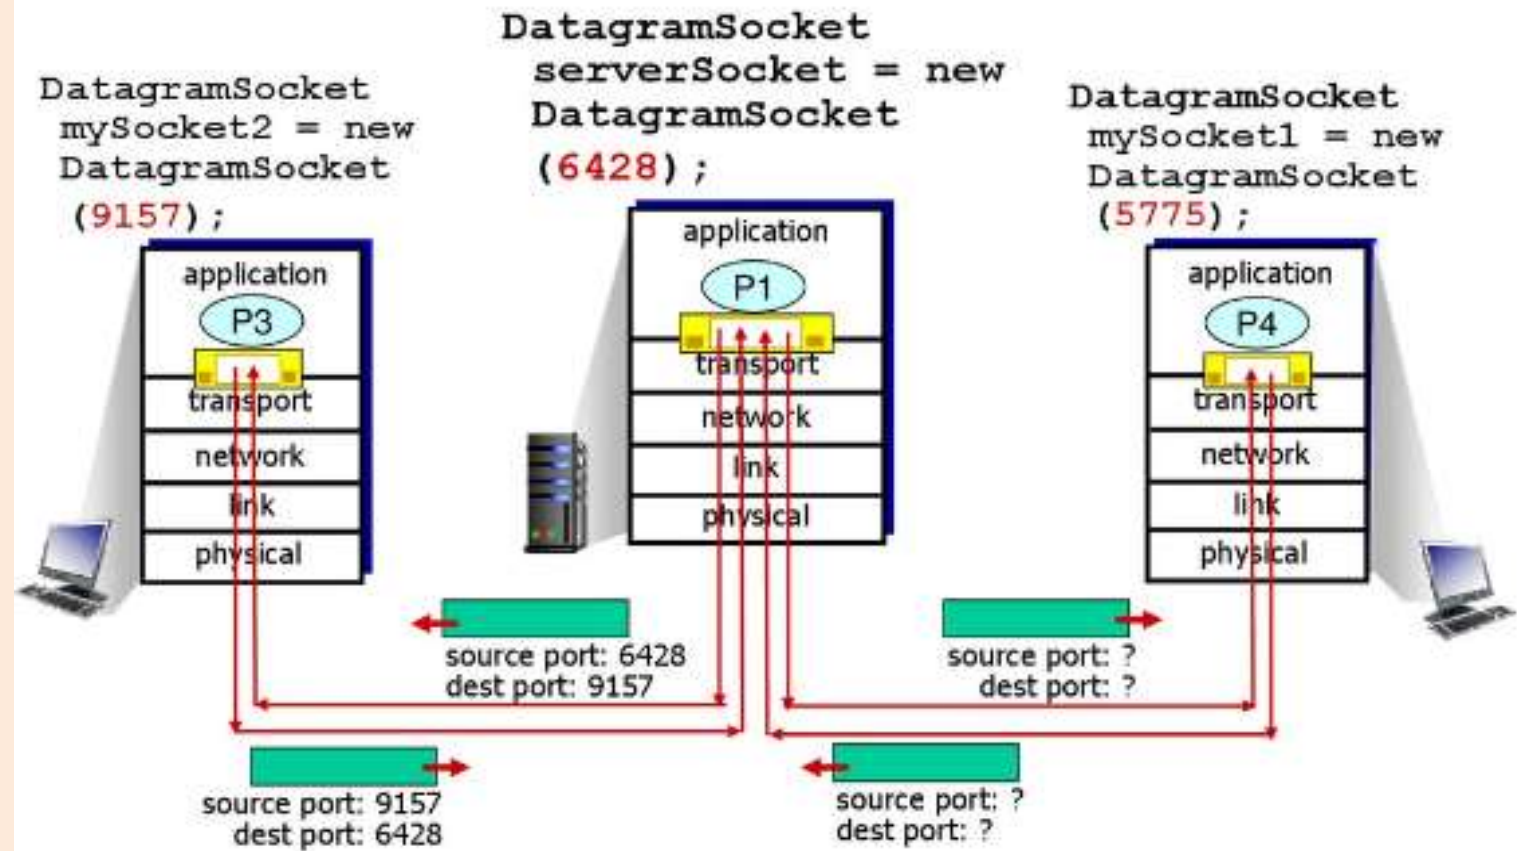 DatagramSocket
mySocket2 = new
DatagramSocket
(9157);
DatagramSocket
serverSocket = new
DatagramSocket
(6428);
DatagramSocket
mySocket1 = new
DatagramSocket
(5775);
application
P3
transport
network
link
physical
application
P1
transport
network
link
physical
application
P4
transport
network
link
physical
source port: 6428
dest port: 9157
source port: ?
dest port: ?
source port: 9157
dest port: 6428
source port: ?
dest port: ?